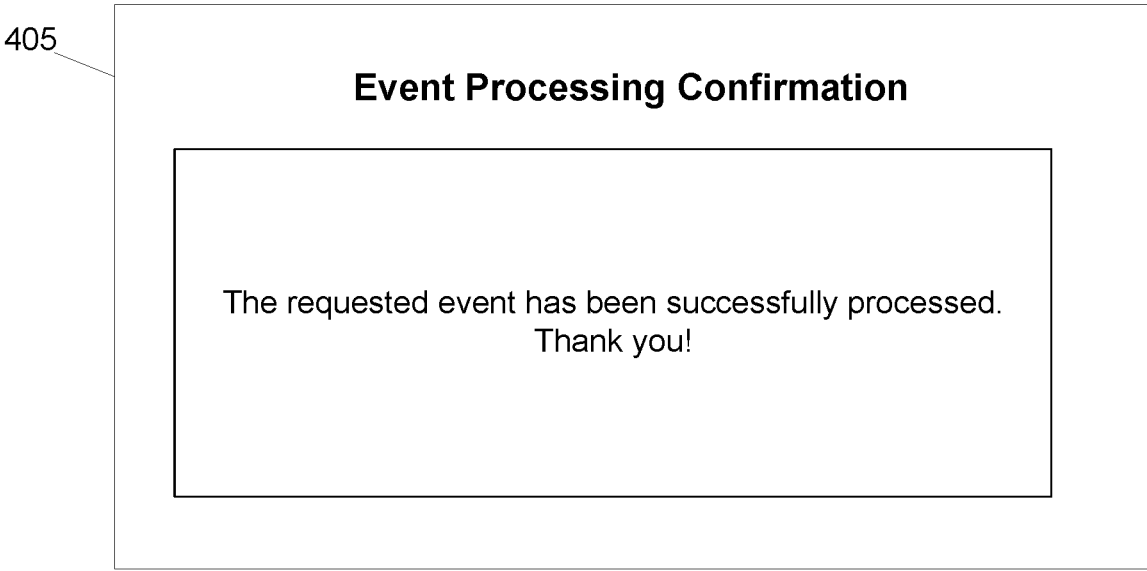 405
Event Processing Confirmation
The requested event has been successfully processed.
Thank you!